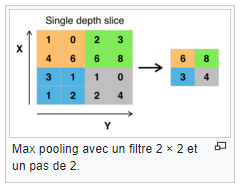 Single depth slice
X
1 0 2 3
4 6 6 8
3 1 1 0
1 2 2 4
6 8
3 4
Y
Max pooling avec un filtre 2 × 2 et
un pas de 2.